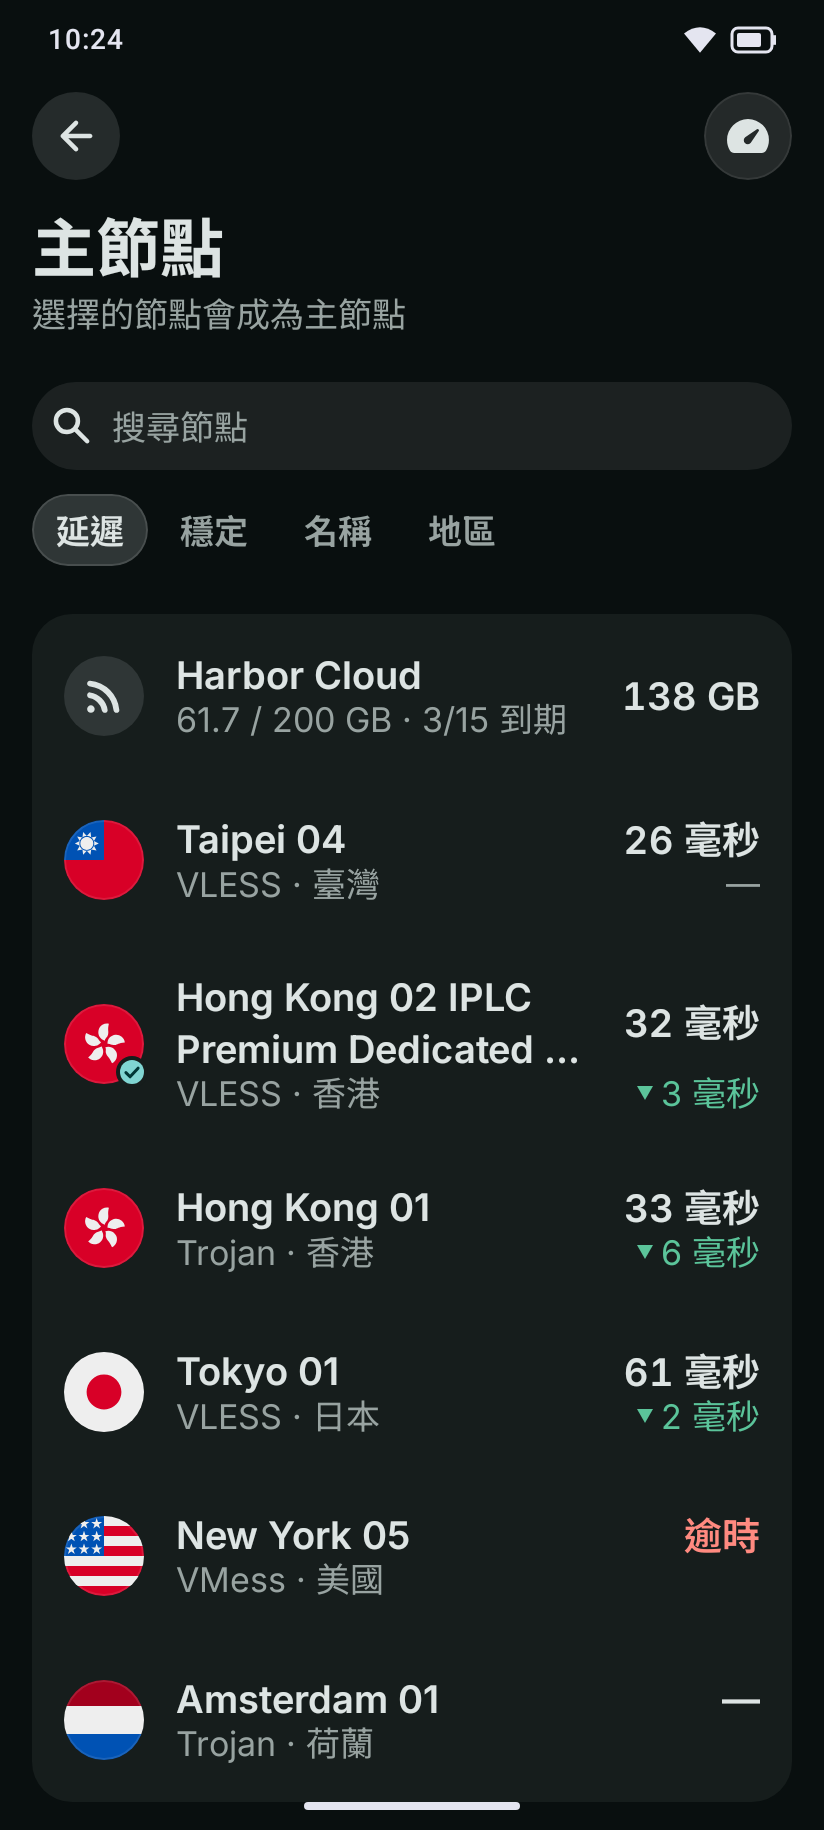 10:24
主節點
選擇的節點會成為主節點
搜尋節點
延遲 穩定 名稱 地區
Harbor Cloud
61.7 / 200 GB · 3/15 到期
138 GB
Taipei 04
VLESS · 臺灣
26 毫秒
—
Hong Kong 02 IPLC
Premium Dedicated ...
VLESS · 香港
32 毫秒
▼3 毫秒
Hong Kong 01
Trojan · 香港
33 毫秒
▼6 毫秒
Tokyo 01
VLESS · 日本
61 毫秒
▼2 毫秒
New York 05
VMess · 美國
逾時
Amsterdam 01
Trojan · 荷蘭
—